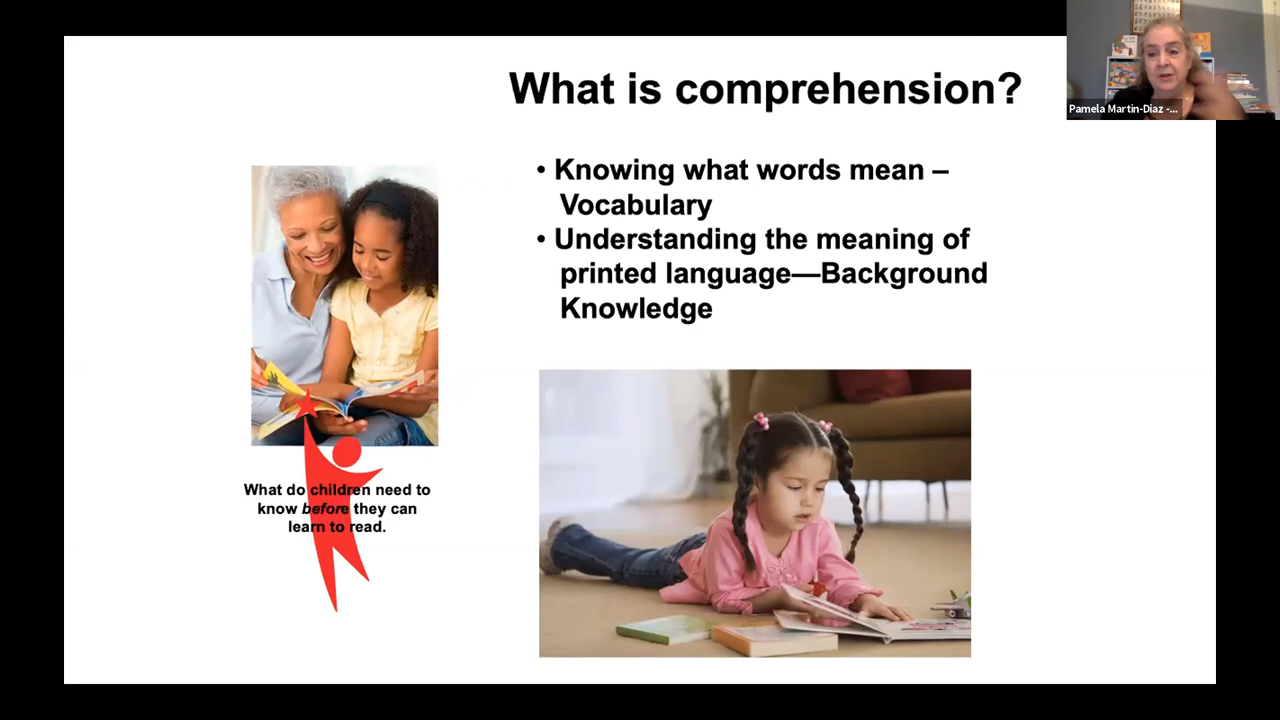 What is comprehension?
Pamela Martin-Diaz -...
• Knowing what words mean –
Vocabulary
• Understanding the meaning of
printed language—Background
Knowledge
What do children need to
know before they can
learn to read.